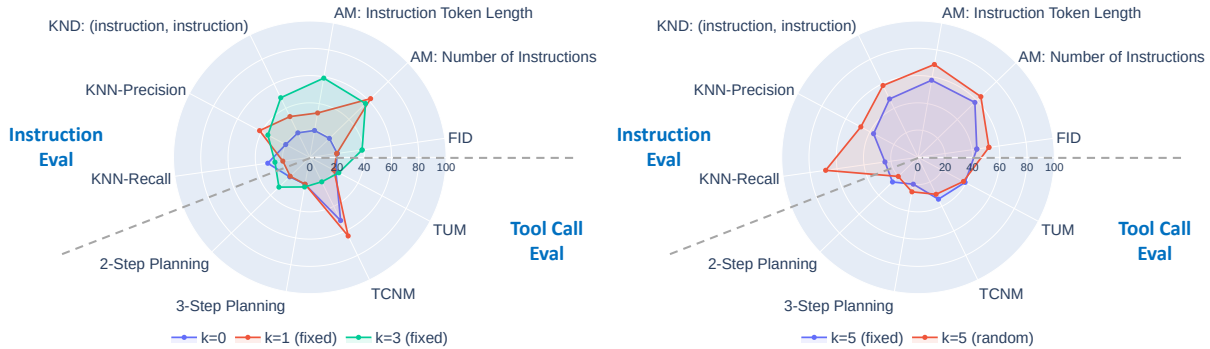 AM: Instruction Token Length
KND: (instruction, instruction)
AM: Number of Instructions
KNN-Precision
Instruction
Eval
FID
0 20 40 60 80 100
KNN-Recall
TUM
Tool Call
Eval
2-Step Planning
TCNM
3-Step Planning
k=0 k=1 (fixed) k=3 (fixed)
AM: Instruction Token Length
KND: (instruction, instruction)
AM: Number of Instructions
KNN-Precision
Instruction
Eval
FID
0 20 40 60 80 100
KNN-Recall
TUM
Tool Call
Eval
2-Step Planning
TCNM
3-Step Planning
k=5 (fixed) k=5 (random)